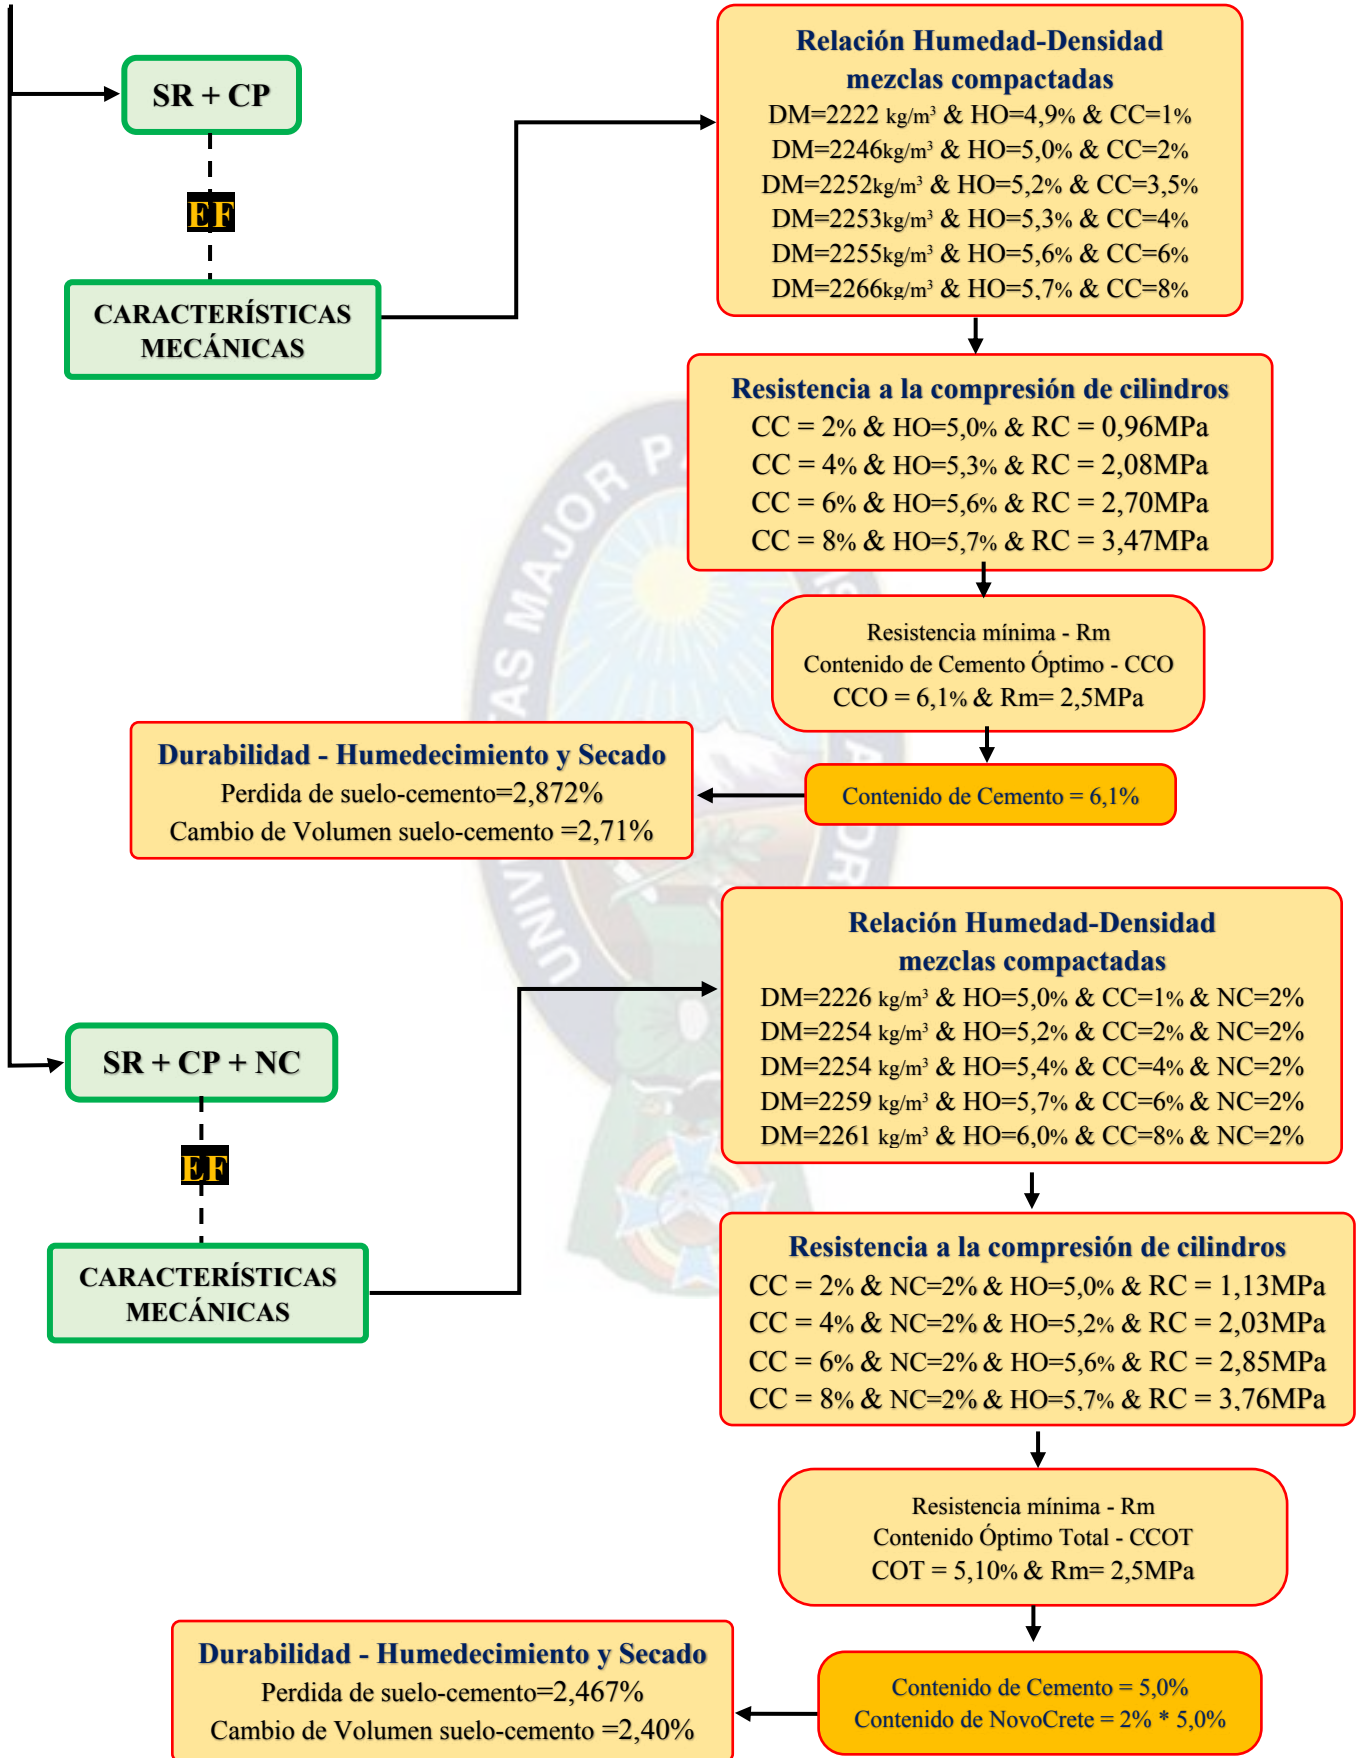 SR + CP
EF
CARACTERÍSTICAS
MECÁNICAS
Relación Humedad-Densidad
mezclas compactadas
DM=2222 kg/m³ & HO=4,9% & CC=1%
DM=2246kg/m³ & HO=5,0% & CC=2%
DM=2252kg/m³ & HO=5,2% & CC=3,5%
DM=2253kg/m³ & HO=5,3% & CC=4%
DM=2255kg/m³ & HO=5,6% & CC=6%
DM=2266kg/m³ & HO=5,7% & CC=8%
Resistencia a la compresión de cilindros
CC = 2% & HO=5,0% & RC = 0,96MPa
CC = 4% & HO=5,3% & RC = 2,08MPa
CC = 6% & HO=5,6% & RC = 2,70MPa
CC = 8% & HO=5,7% & RC = 3,47MPa
Resistencia mínima - Rm
Contenido de Cemento Óptimo - CCO
CCO = 6,1% & Rm= 2,5MPa
Contenido de Cemento = 6,1%
Durabilidad - Humedecimiento y Secado
Perdida de suelo-cemento=2,872%
Cambio de Volumen suelo-cemento =2,71%
SR + CP + NC
EF
CARACTERÍSTICAS
MECÁNICAS
Relación Humedad-Densidad
mezclas compactadas
DM=2226 kg/m³ & HO=5,0% & CC=1% & NC=2%
DM=2254 kg/m³ & HO=5,2% & CC=2% & NC=2%
DM=2254 kg/m³ & HO=5,4% & CC=4% & NC=2%
DM=2259 kg/m³ & HO=5,7% & CC=6% & NC=2%
DM=2261 kg/m³ & HO=6,0% & CC=8% & NC=2%
Resistencia a la compresión de cilindros
CC = 2% & NC=2% & HO=5,0% & RC = 1,13MPa
CC = 4% & NC=2% & HO=5,2% & RC = 2,03MPa
CC = 6% & NC=2% & HO=5,6% & RC = 2,85MPa
CC = 8% & NC=2% & HO=5,7% & RC = 3,76MPa
Resistencia mínima - Rm
Contenido Óptimo Total - CCOT
COT = 5,10% & Rm= 2,5MPa
Contenido de Cemento = 5,0%
Contenido de NovoCrete = 2% * 5,0%
Durabilidad - Humedecimiento y Secado
Perdida de suelo-cemento=2,467%
Cambio de Volumen suelo-cemento =2,40%